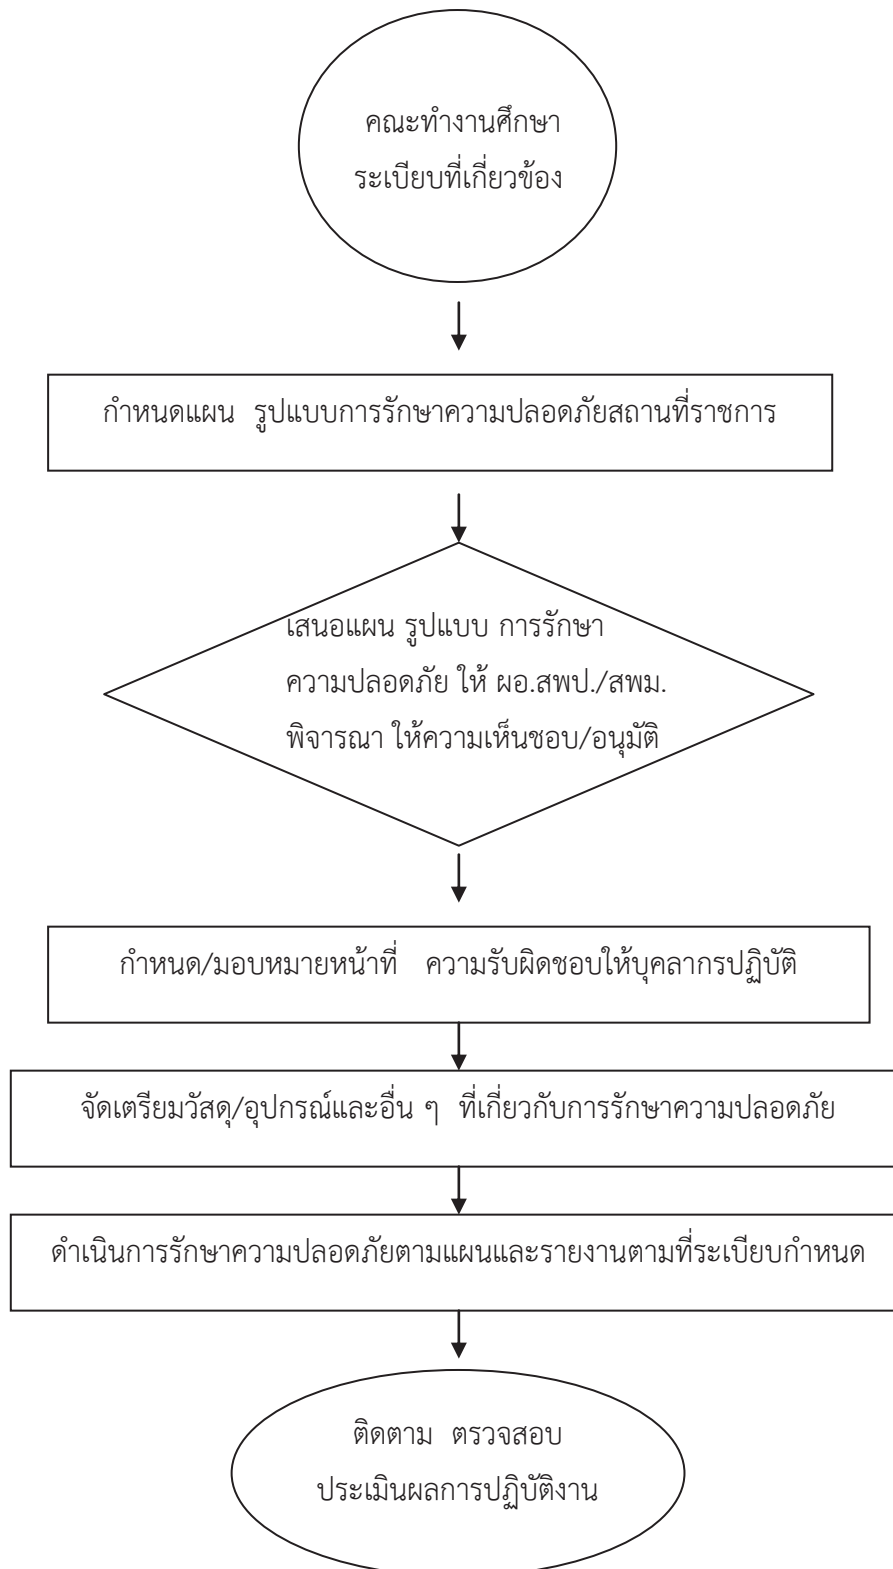 คณะทำงานศึกษา
ระเบียบที่เกี่ยวข้อง
กำหนดแผน รูปแบบการรักษาความปลอดภัยสถานที่ราชการ
เสนอแผน รูปแบบ การรักษา
ความปลอดภัย ให้ ผอ.สพป./สพม.
พิจารณา ให้ความเห็นชอบ/อนุมัติ
กำหนด/มอบหมายหน้าที่ ความรับผิดชอบให้บุคลากรปฏิบัติ
จัดเตรียมวัสดุ/อุปกรณ์และอื่น ๆ ที่เกี่ยวกับการรักษาความปลอดภัย
ดำเนินการรักษาความปลอดภัยตามแผนและรายงานตามที่ระเบียบกำหนด
ติดตาม ตรวจสอบ
ประเมินผลการปฏิบัติงาน